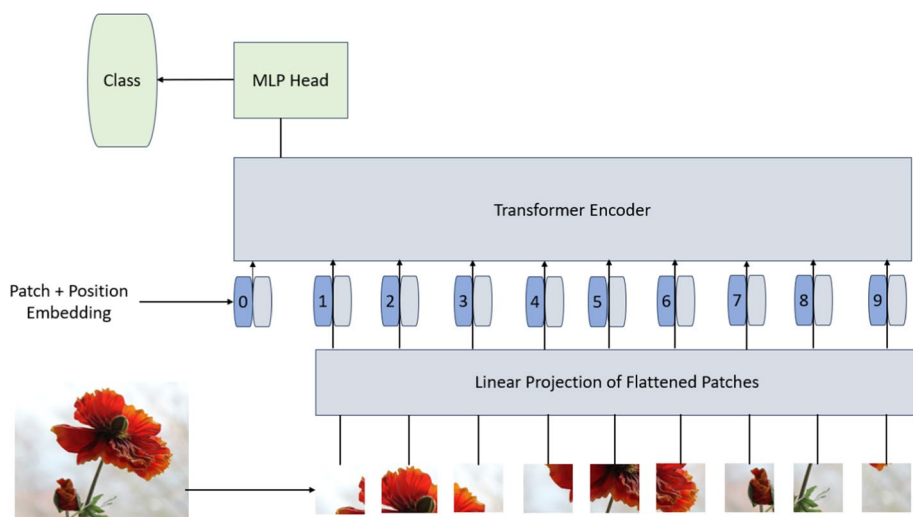 Class
MLP Head
Transformer Encoder
Patch + Position
Embedding
0 1 2 3 4 5 6 7 8 9
Linear Projection of Flattened Patches